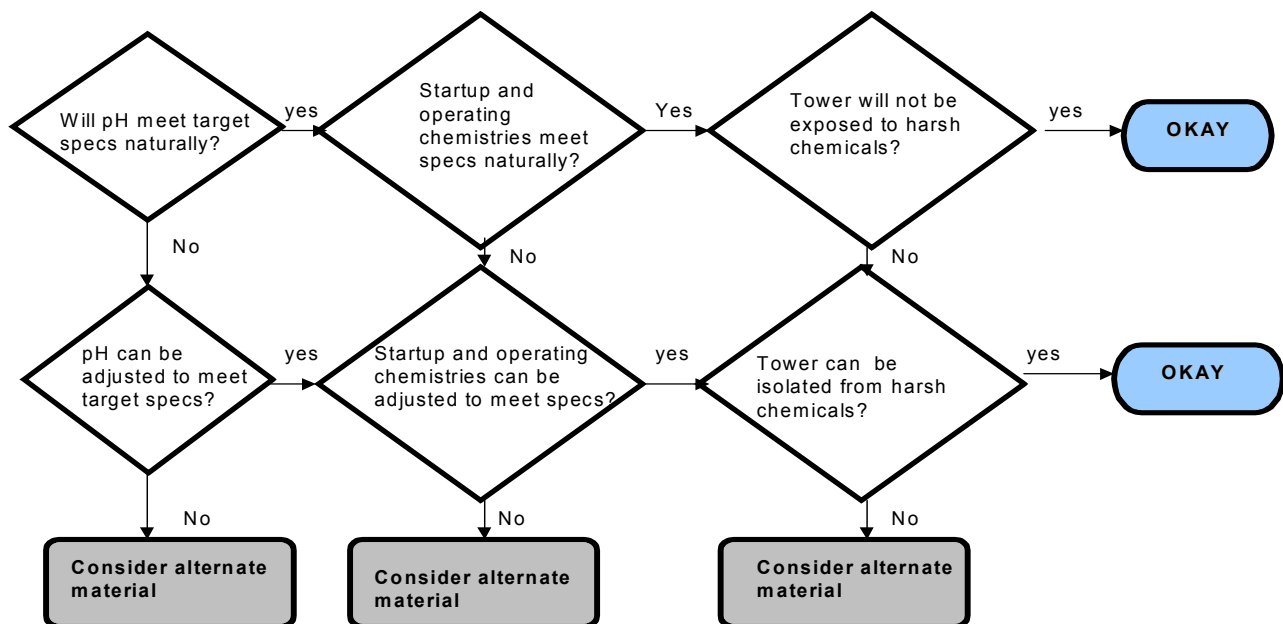 Will pH meet target
specs naturally?
yes
Startup and
operating
chemistries meet
specs naturally?
Yes
Tower will not be
exposed to harsh
chemicals?
yes
OKAY
No
No
No
pH can be
adjusted to meet
target specs?
yes
Startup and operating
chemistries can be
adjusted to meet specs?
yes
Tower can be
isolated from harsh
chemicals?
yes
OKAY
No
No
No
Consider alternate
material
Consider alternate
material
Consider alternate
material